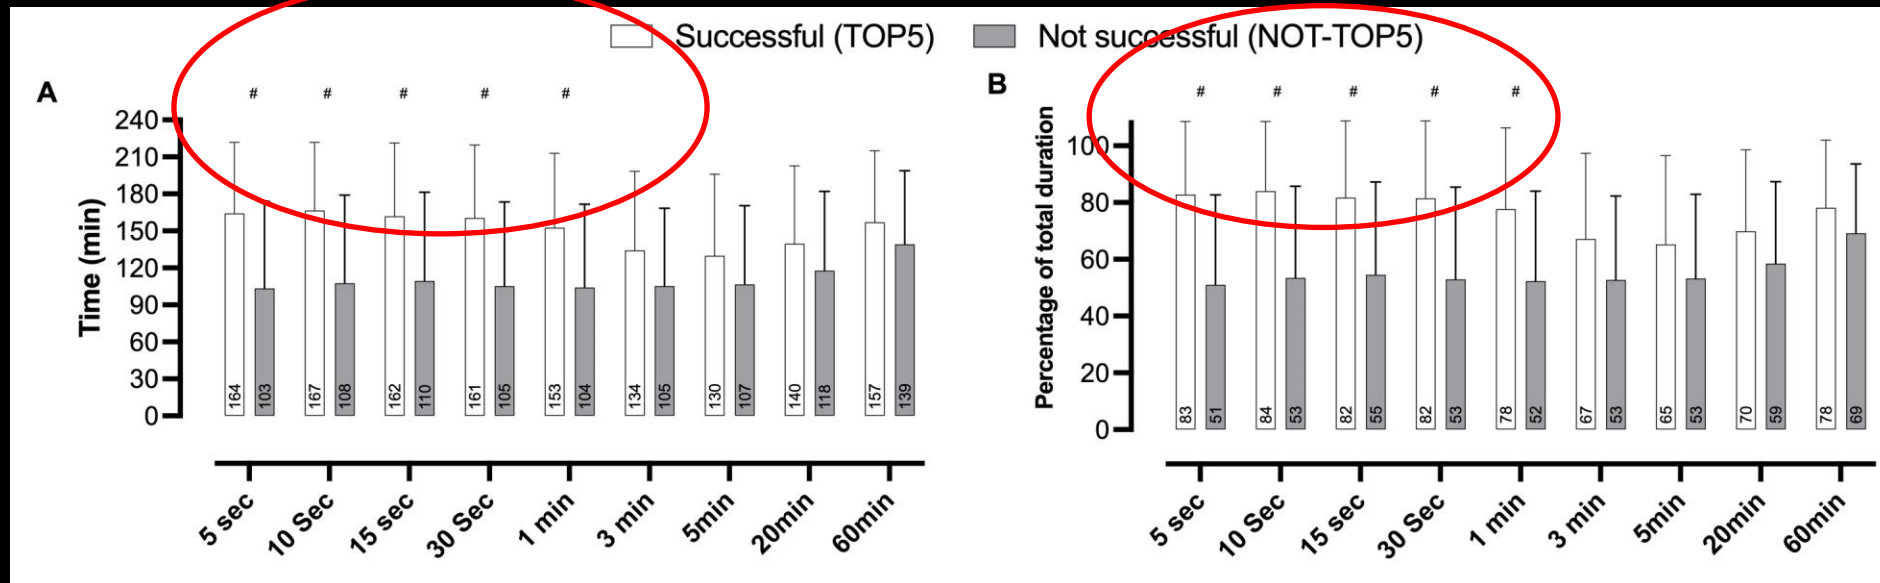 Successful (TOP5) Not successful (NOT-TOP5)
A
# # # # #
Time (min)
240
210
180
150
120
90
60
30
0
164 103 167 108 162 110 161 105 153 104 134 105 130 107 140 118 157 139
5 sec 10 Sec 15 sec 30 Sec 1 min 3 min 5min 20min 60min
B
# # # # #
Percentage of total duration
100
80
60
40
20
0
83 51 84 53 82 55 82 53 78 52 67 53 65 53 70 59 78 69
5 sec 10 Sec 15 sec 30 Sec 1 min 3 min 5min 20min 60min